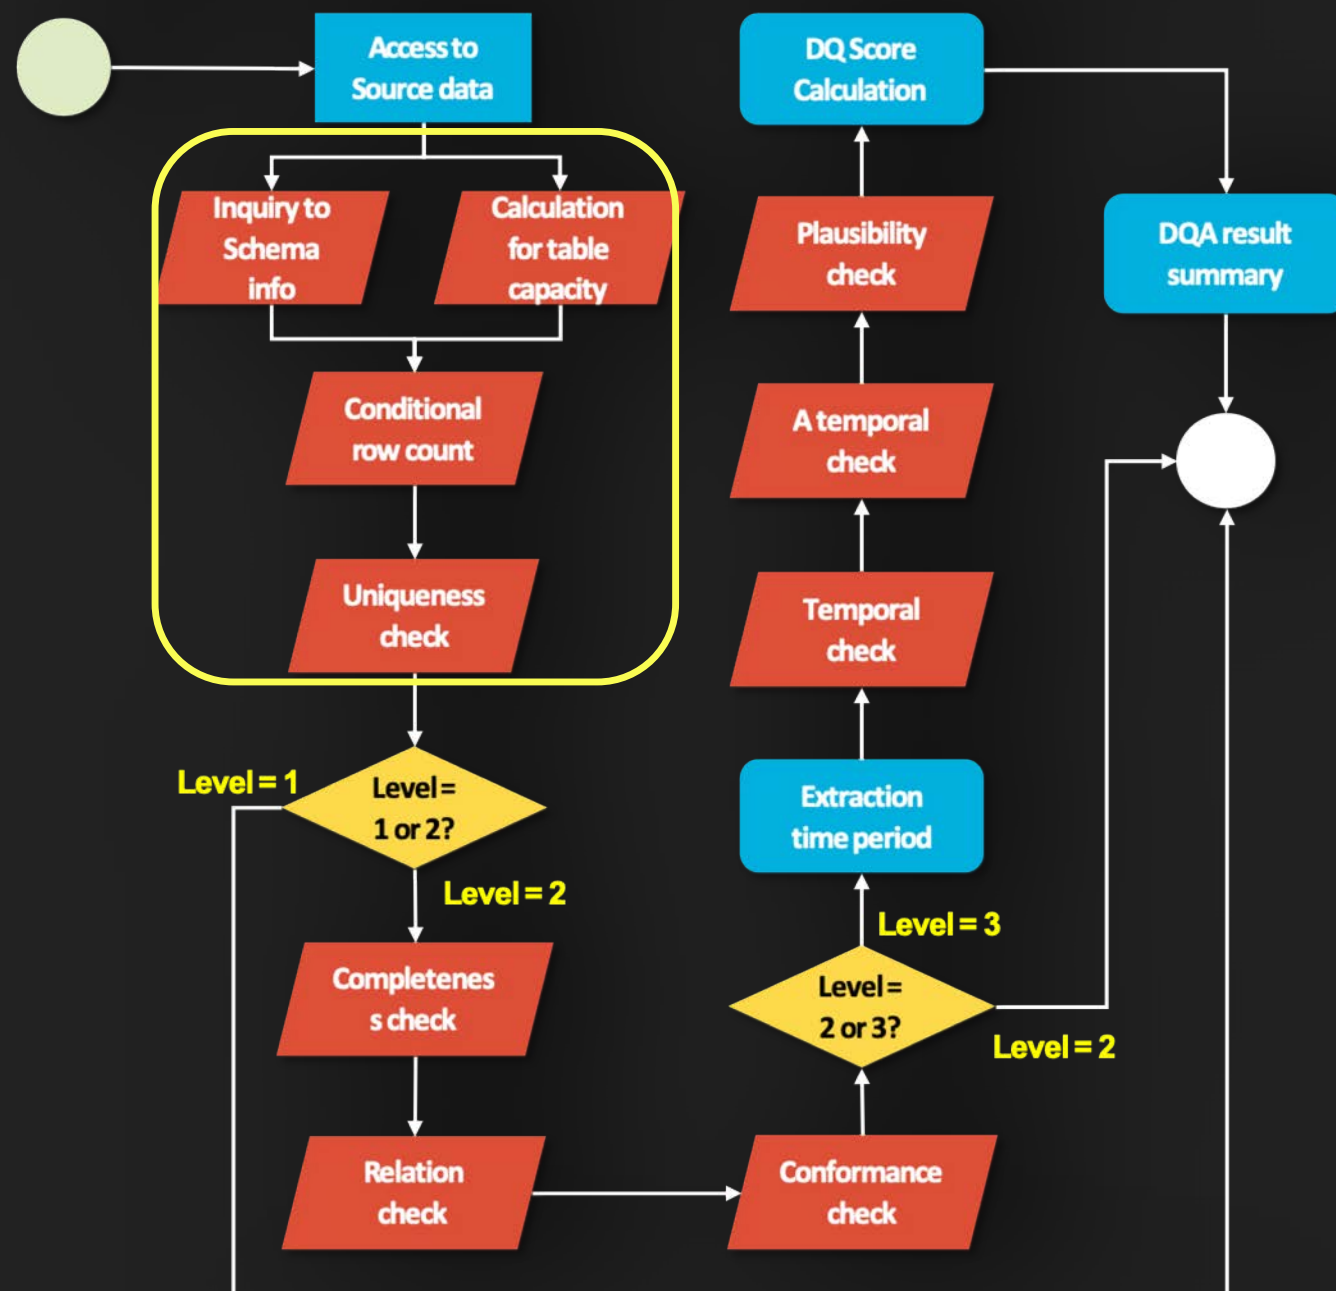 Access to
Source data
Inquiry to
Schema
info
Calculation
for table
capacity
Conditional
row count
Uniqueness
check
Level = 1
Level =
1 or 2?
Level = 2
Completenes
s check
Relation
check
Conformance
check
Level =
2 or 3?
Level = 2
Level = 3
Extraction
time period
Temporal
check
A temporal
check
Plausibility
check
DQ Score
Calculation
DQA result
summary